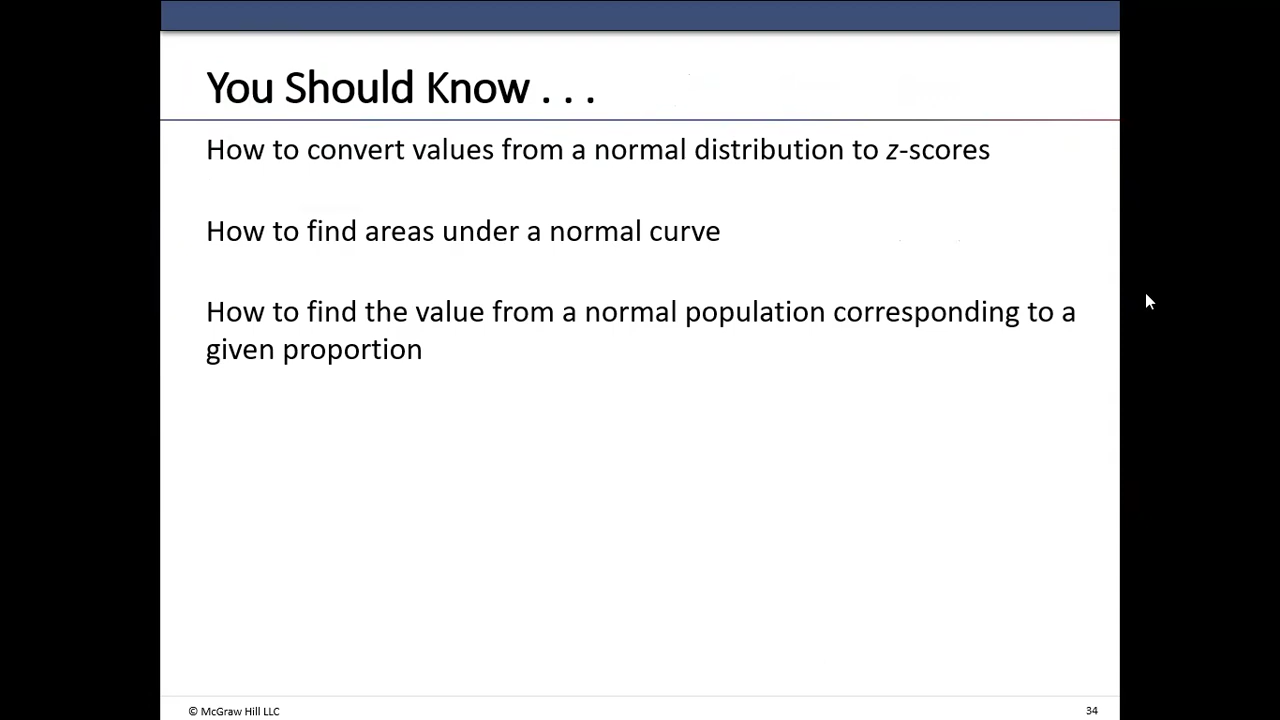 You Should Know . . .
How to convert values from a normal distribution to z-scores
How to find areas under a normal curve
How to find the value from a normal population corresponding to a
given proportion
© McGraw Hill LLC
34